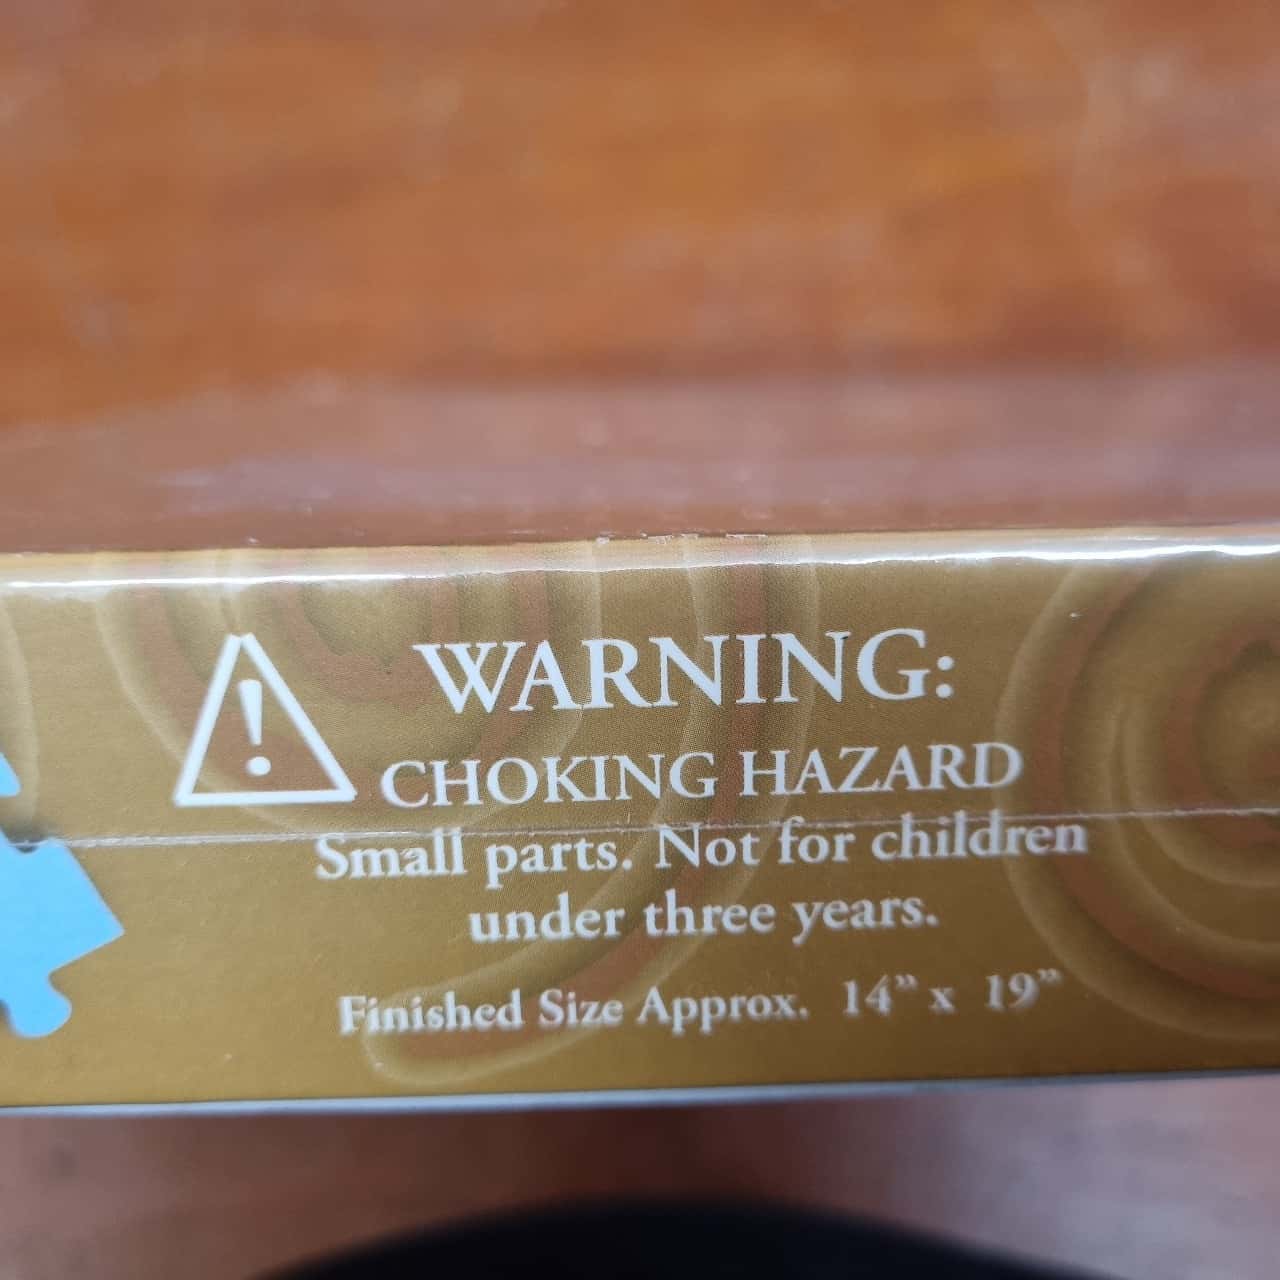 WARNING:
CHOKING HAZARD
Small parts. Not for children
under three years.
Finished Size Approx. 14” x 19”